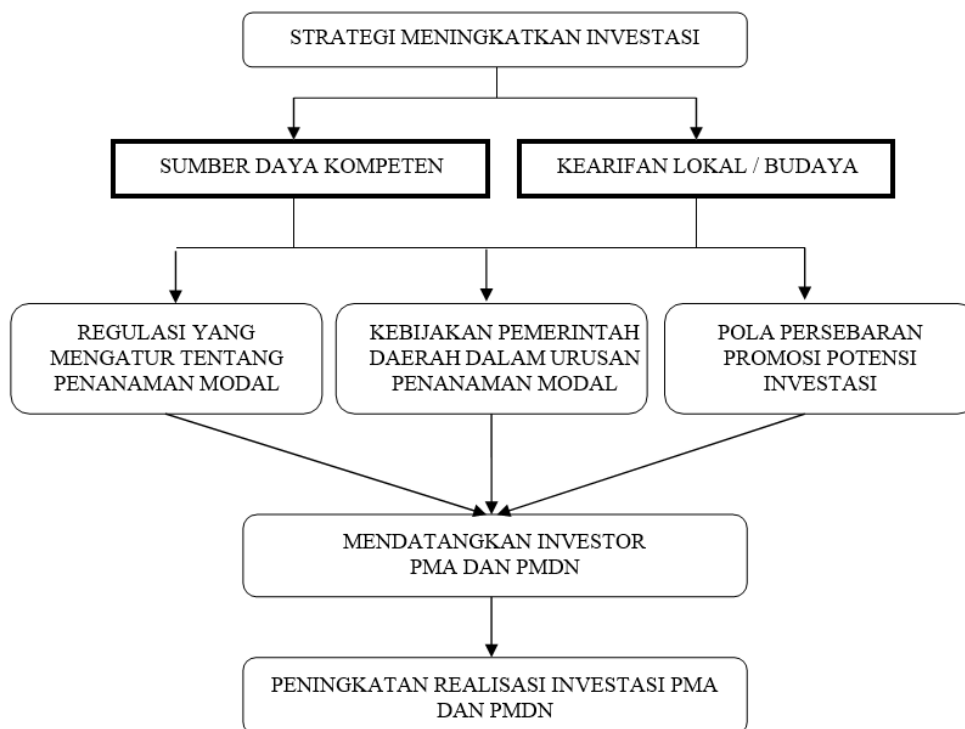 STRATEGI MENINGKATKAN INVESTASI
SUMBER DAYA KOMPETEN
KEARIFAN LOKAL / BUDAYA
REGULASI YANG
MENGATUR TENTANG
PENANAMAN MODAL
KEBIJAKAN PEMERINTAH
DAERAH DALAM URUSAN
PENANAMAN MODAL
POLA PERSEBARAN
PROMOSI POTENSI
INVESTASI
MENDATANGKAN INVESTOR
PMA DAN PMDN
PENINGKATAN REALISASI INVESTASI PMA
DAN PMDN